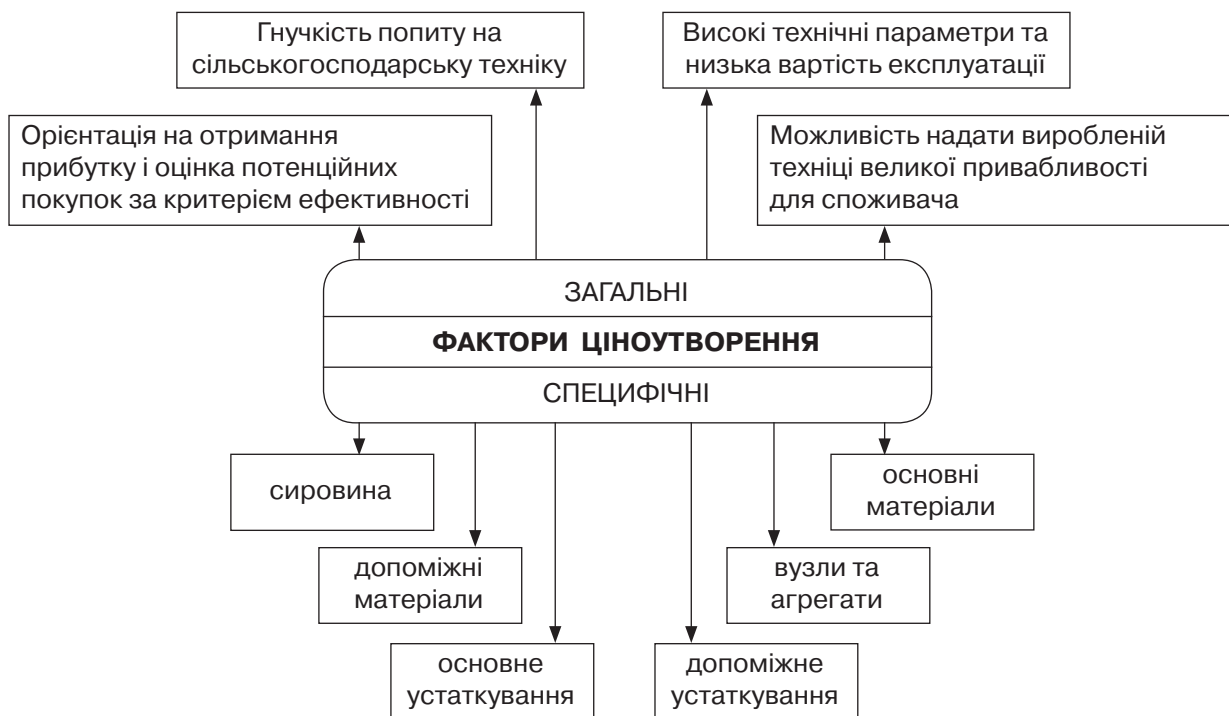 Гнучкість попиту на
сільськогосподарську техніку
Високі технічні параметри та
низька вартість експлуатації
Орієнтація на отримання
прибутку і оцінка потенційних
покупок за критерієм ефективності
Можливість надати виробленій
техніці великої привабливості
для споживача
ЗАГАЛЬНІ
ФАКТОРИ ЦІНОУТВОРЕННЯ
СПЕЦИФІЧНІ
сировина
основні
матеріали
допоміжні
матеріали
вузли та
агрегати
основне
устаткування
допоміжне
устаткування